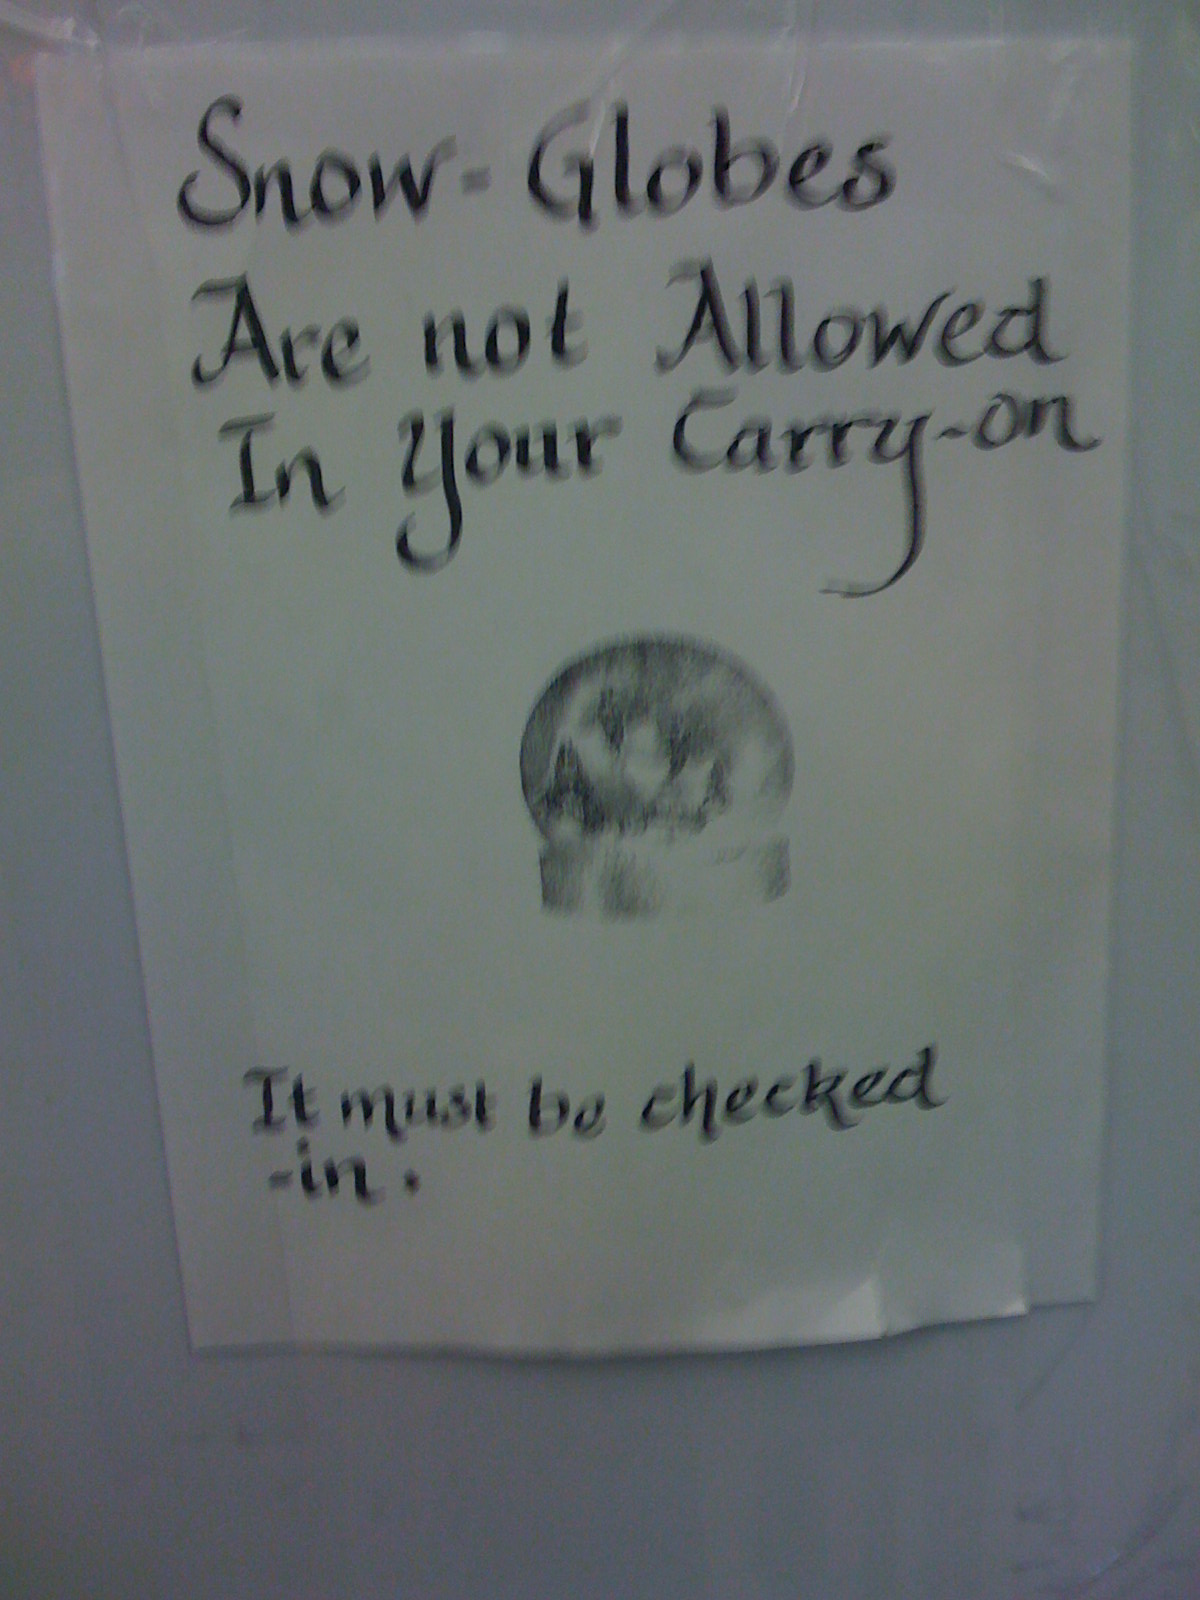 Snow-Globes
Are not Allowed
In Your Carry-on
It must be checked
-in.